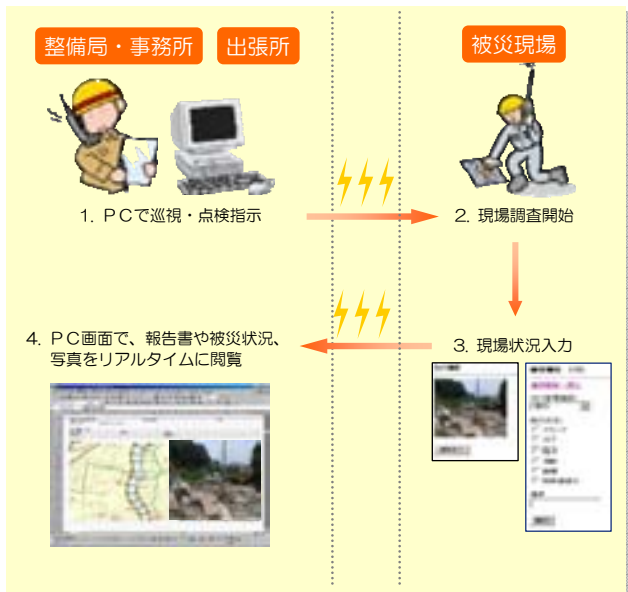 整備局・事務所
出張所
被災現場
1. PCで巡視・点検指示
2. 現場調査開始
3. 現場状況入力
4. PC画面で、報告書や被災状況、
写真をリアルタイムに閲覧